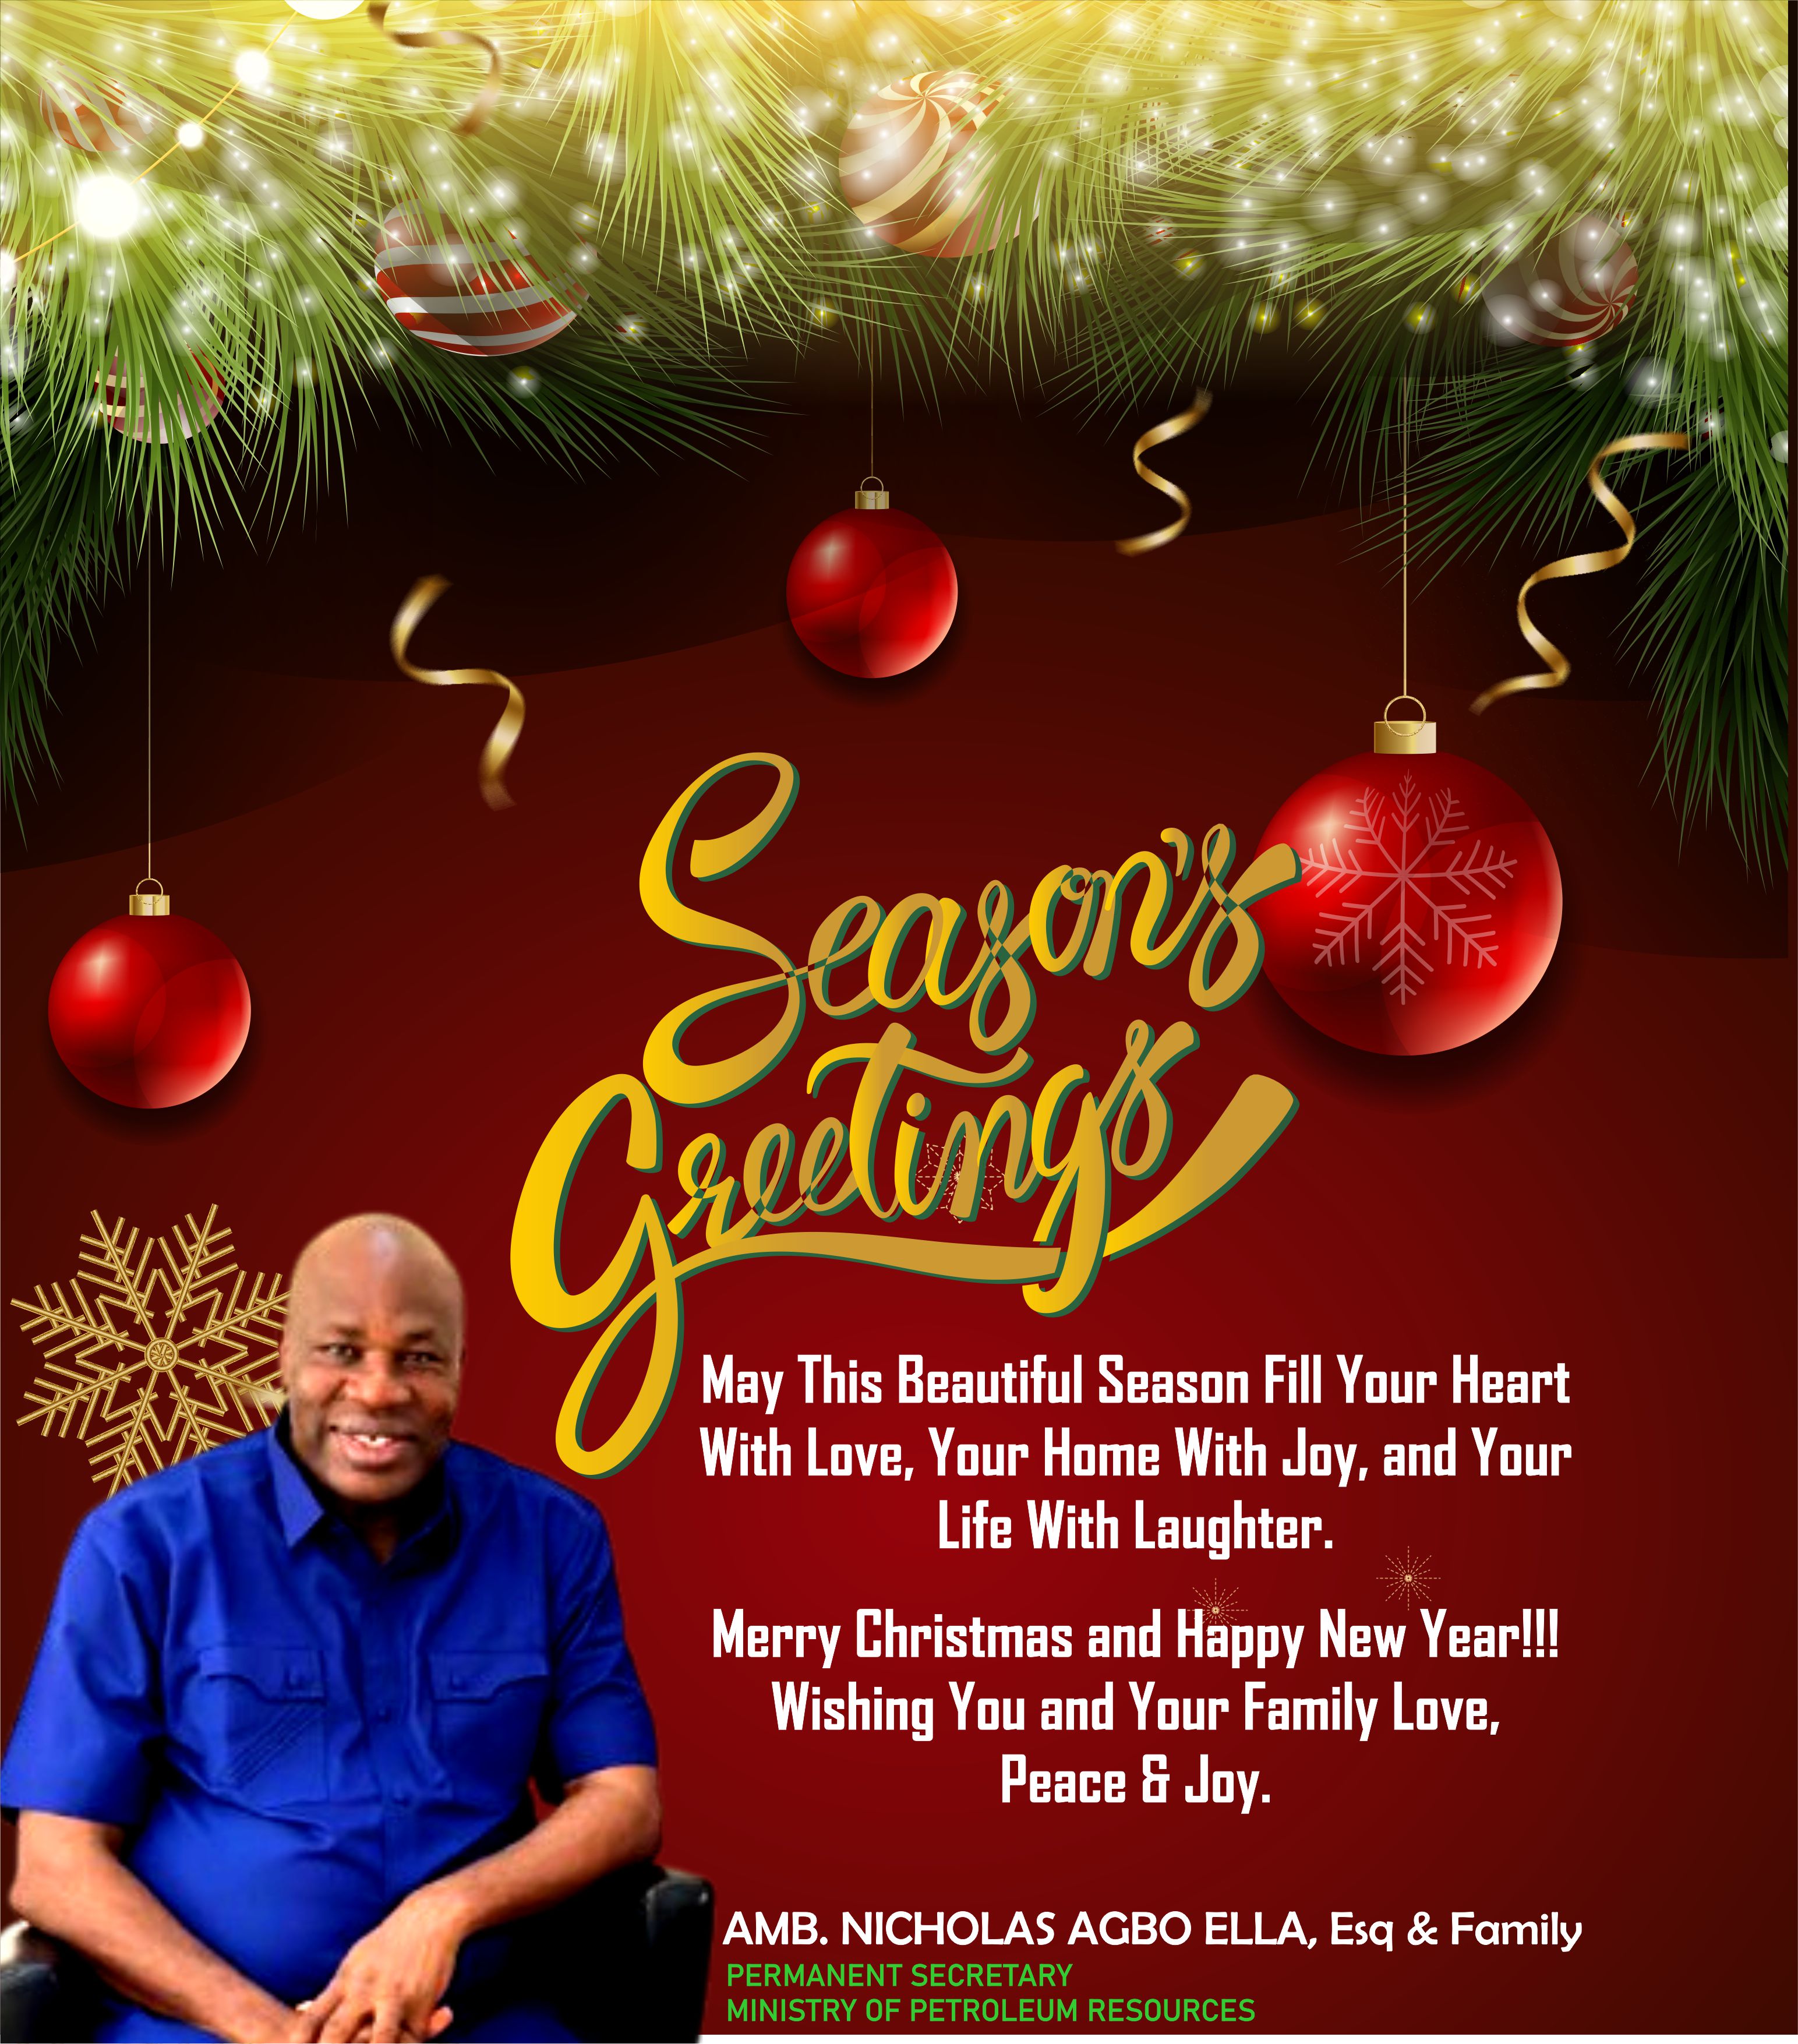 Season's
Greetings
May This Beautiful Season Fill Your Heart
With Love, Your Home With Joy, and Your
Life With Laughter.
Merry Christmas and Happy New Year!!!
Wishing You and Your Family Love,
Peace & Joy.
AMB. NICHOLAS AGBO ELLA, Esq & Family
PERMANENT SECRETARY
MINISTRY OF PETROLEUM RESOURCES